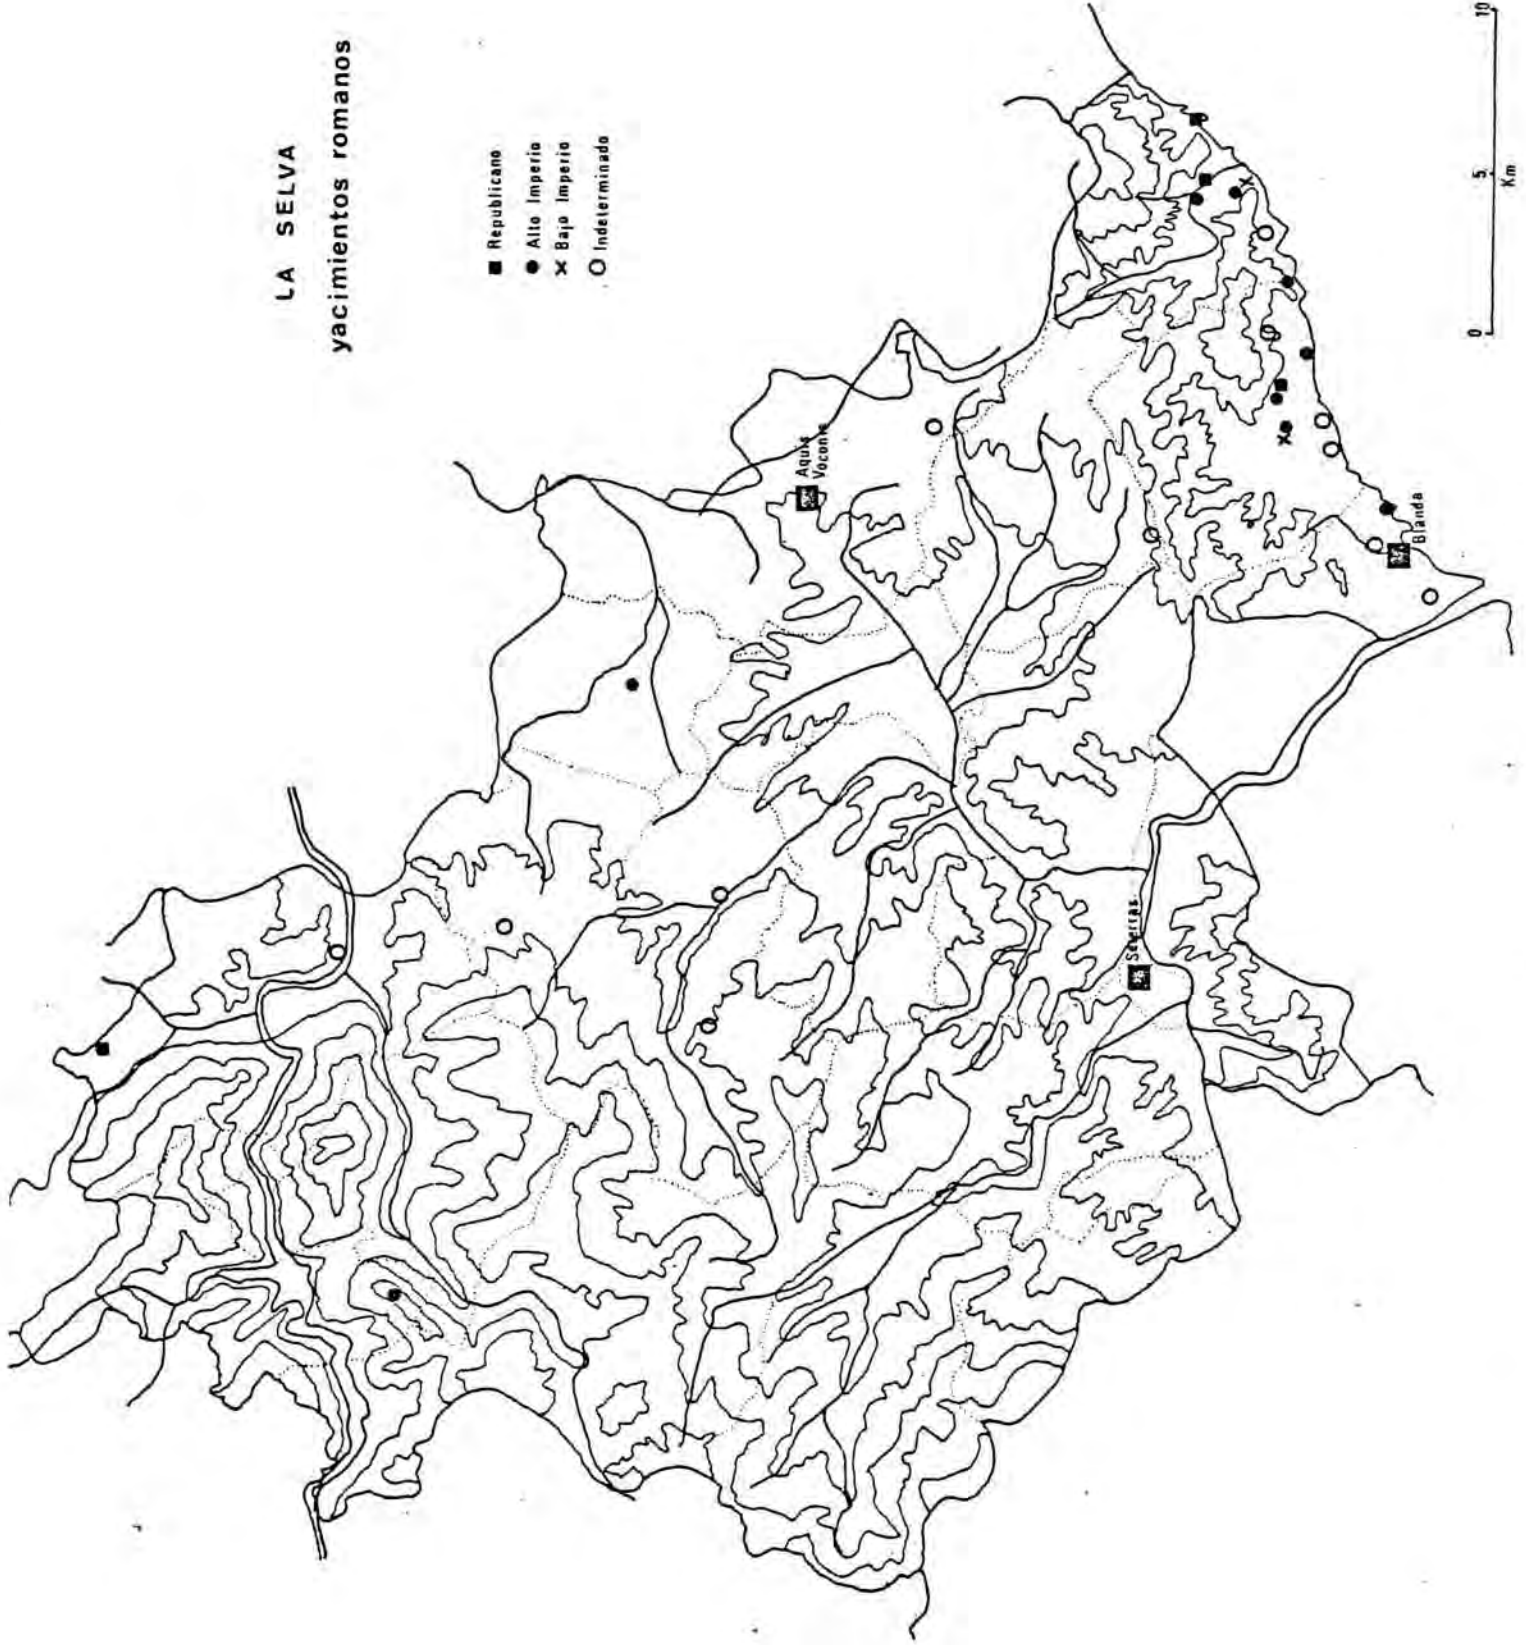 LA SELVA
yacimientos romanos
Republicano
Alto Imperio
Bajo Imperio
Indeterminado
Aquis
Voconis
Seterras
Blanda
0
5
10
Km